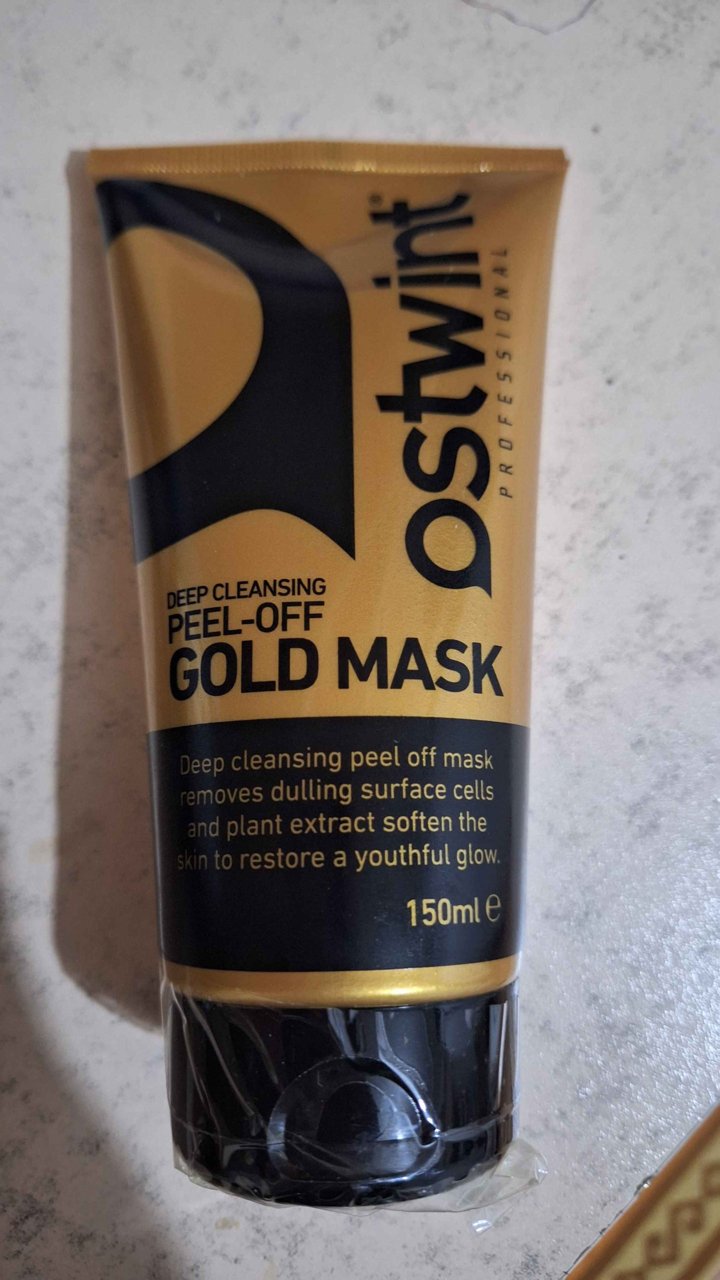 ostwint®
PROFESSIONAL
DEEP CLEANSING
PEEL-OFF
GOLD MASK
Deep cleansing peel off mask
removes dulling surface cells
and plant extract soften the
skin to restore a youthful glow.
150ml ℮